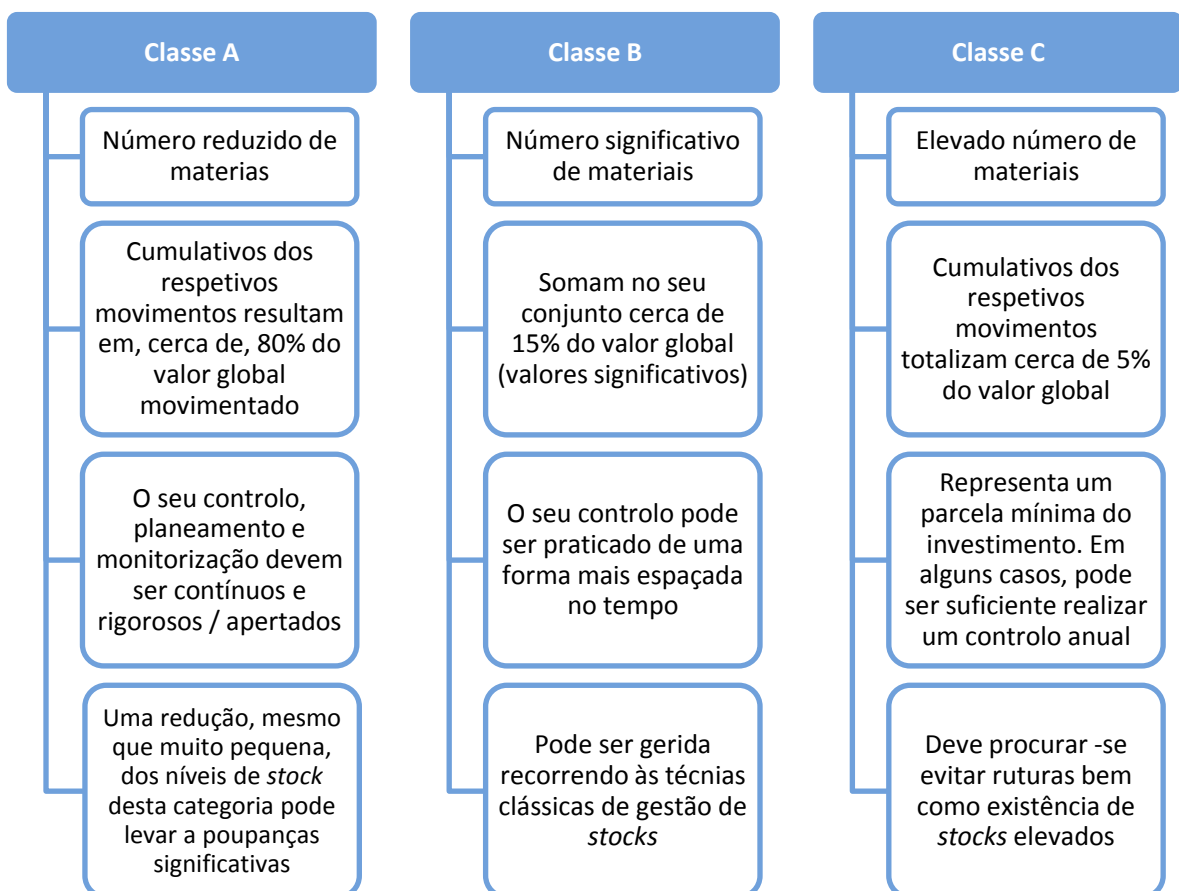 Classe A
Número reduzido de
materias
Cumulativos dos
respetivos
movimentos resultam
em, cerca de, 80% do
valor global
movimentado
O seu controlo,
planeamento e
monitorização devem
ser contínuos e
rigorosos / apertados
Uma redução, mesmo
que muito pequena,
dos níveis de stock
desta categoria pode
levar a poupanças
significativas
Classe B
Número significativo
de materiais
Somam no seu
conjunto cerca de
15% do valor global
(valores significativos)
O seu controlo pode
ser praticado de uma
forma mais espaçada
no tempo
Pode ser gerida
recorrendo às técnias
clássicas de gestão de
stocks
Classe C
Elevado número de
materiais
Cumulativos dos
respetivos
movimentos
totalizam cerca de 5%
do valor global
Representa um
parcela mínima do
investimento. Em
alguns casos, pode
ser suficiente realizar
um controlo anual
Deve procurar -se
evitar ruturas bem
como existência de
stocks elevados